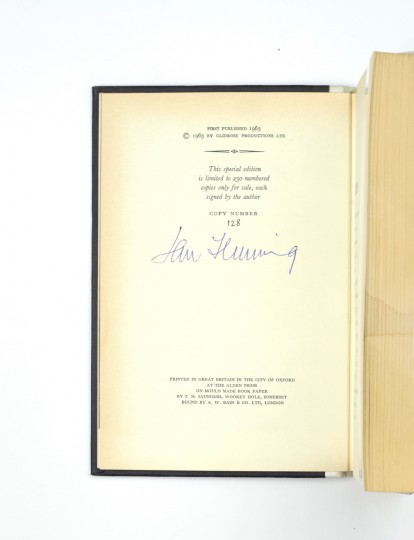 FIRST PUBLISHED 1963
© 1963 BY GLIDROSE PRODUCTIONS LTD
This special edition
is limited to 250 numbered
copies only for sale, each
signed by the author
COPY NUMBER
128
Ian Fleming
PRINTED IN GREAT BRITAIN IN THE CITY OF OXFORD
AT THE ALDEN PRESS
ON MOULD MADE BOOK PAPER
BY T. H. SAUNDERS, WOOKEY HOLE, SOMERSET
BOUND BY A. W. BAIN & CO. LTD, LONDON